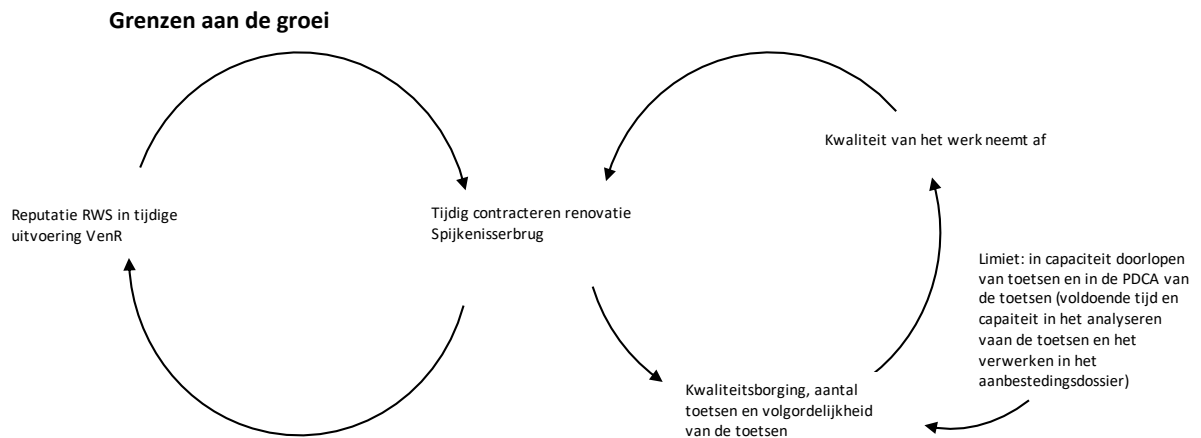 Grenzen aan de groei
Kwaliteit van het werk neemt af
Reputatie RWS in tijdige
uitvoering VenR
Tijdig contracteren renovatie
Spijkenisserbrug
Limiet: in capaciteit doorlopen
van toetsen en in de PDCA van
de toetsen (voldoende tijd en
capaiteit in het analyseren
vaan de toetsen en het
verwerken in het
aanbestedingsdossier)
Kwaliteitsborging, aantal
toetsen en volgordelijkheid
van de toetsen